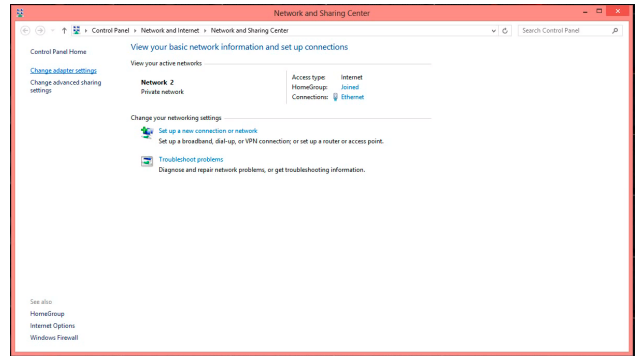 Network and Sharing Center
Control Panel ▸ Network and Internet ▸ Network and Sharing Center
Search Control Panel
Control Panel Home
Change adapter settings
Change advanced sharing
settings
View your basic network information and set up connections
View your active networks
Network 2
Private network
Access type: Internet
HomeGroup: Joined
Connections: Ethernet
Change your networking settings
Set up a new connection or network
Set up a broadband, dial-up, or VPN connection; or set up a router or access point.
Troubleshoot problems
Diagnose and repair network problems, or get troubleshooting information.
See also
HomeGroup
Internet Options
Windows Firewall